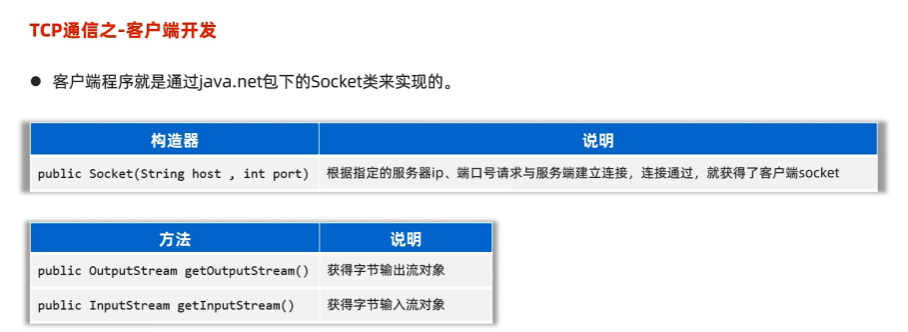 TCP通信之-客户端开发
● 客户端程序就是通过java.net包下的Socket类来实现的。
构造器 说明
public Socket(String host , int port) 根据指定的服务器ip、端口号请求与服务端建立连接，连接通过，就获得了客户端socket
方法 说明
public OutputStream getOutputStream() 获得字节输出流对象
public InputStream getInputStream() 获得字节输入流对象